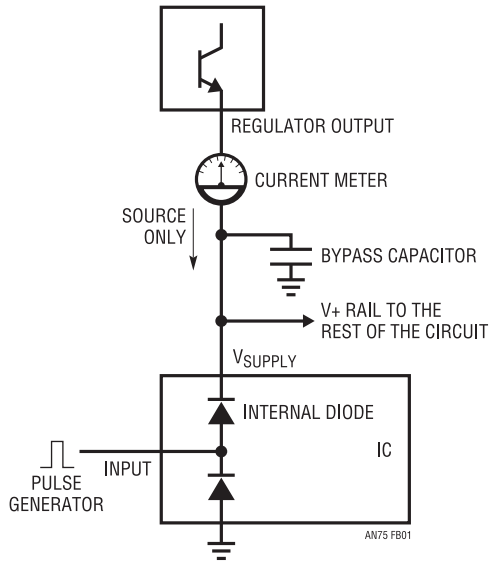 REGULATOR OUTPUT
CURRENT METER
SOURCE
ONLY
BYPASS CAPACITOR
V+ RAIL TO THE
REST OF THE CIRCUIT
VSUPPLY
INTERNAL DIODE
IC
INPUT
PULSE
GENERATOR
AN75 FB01